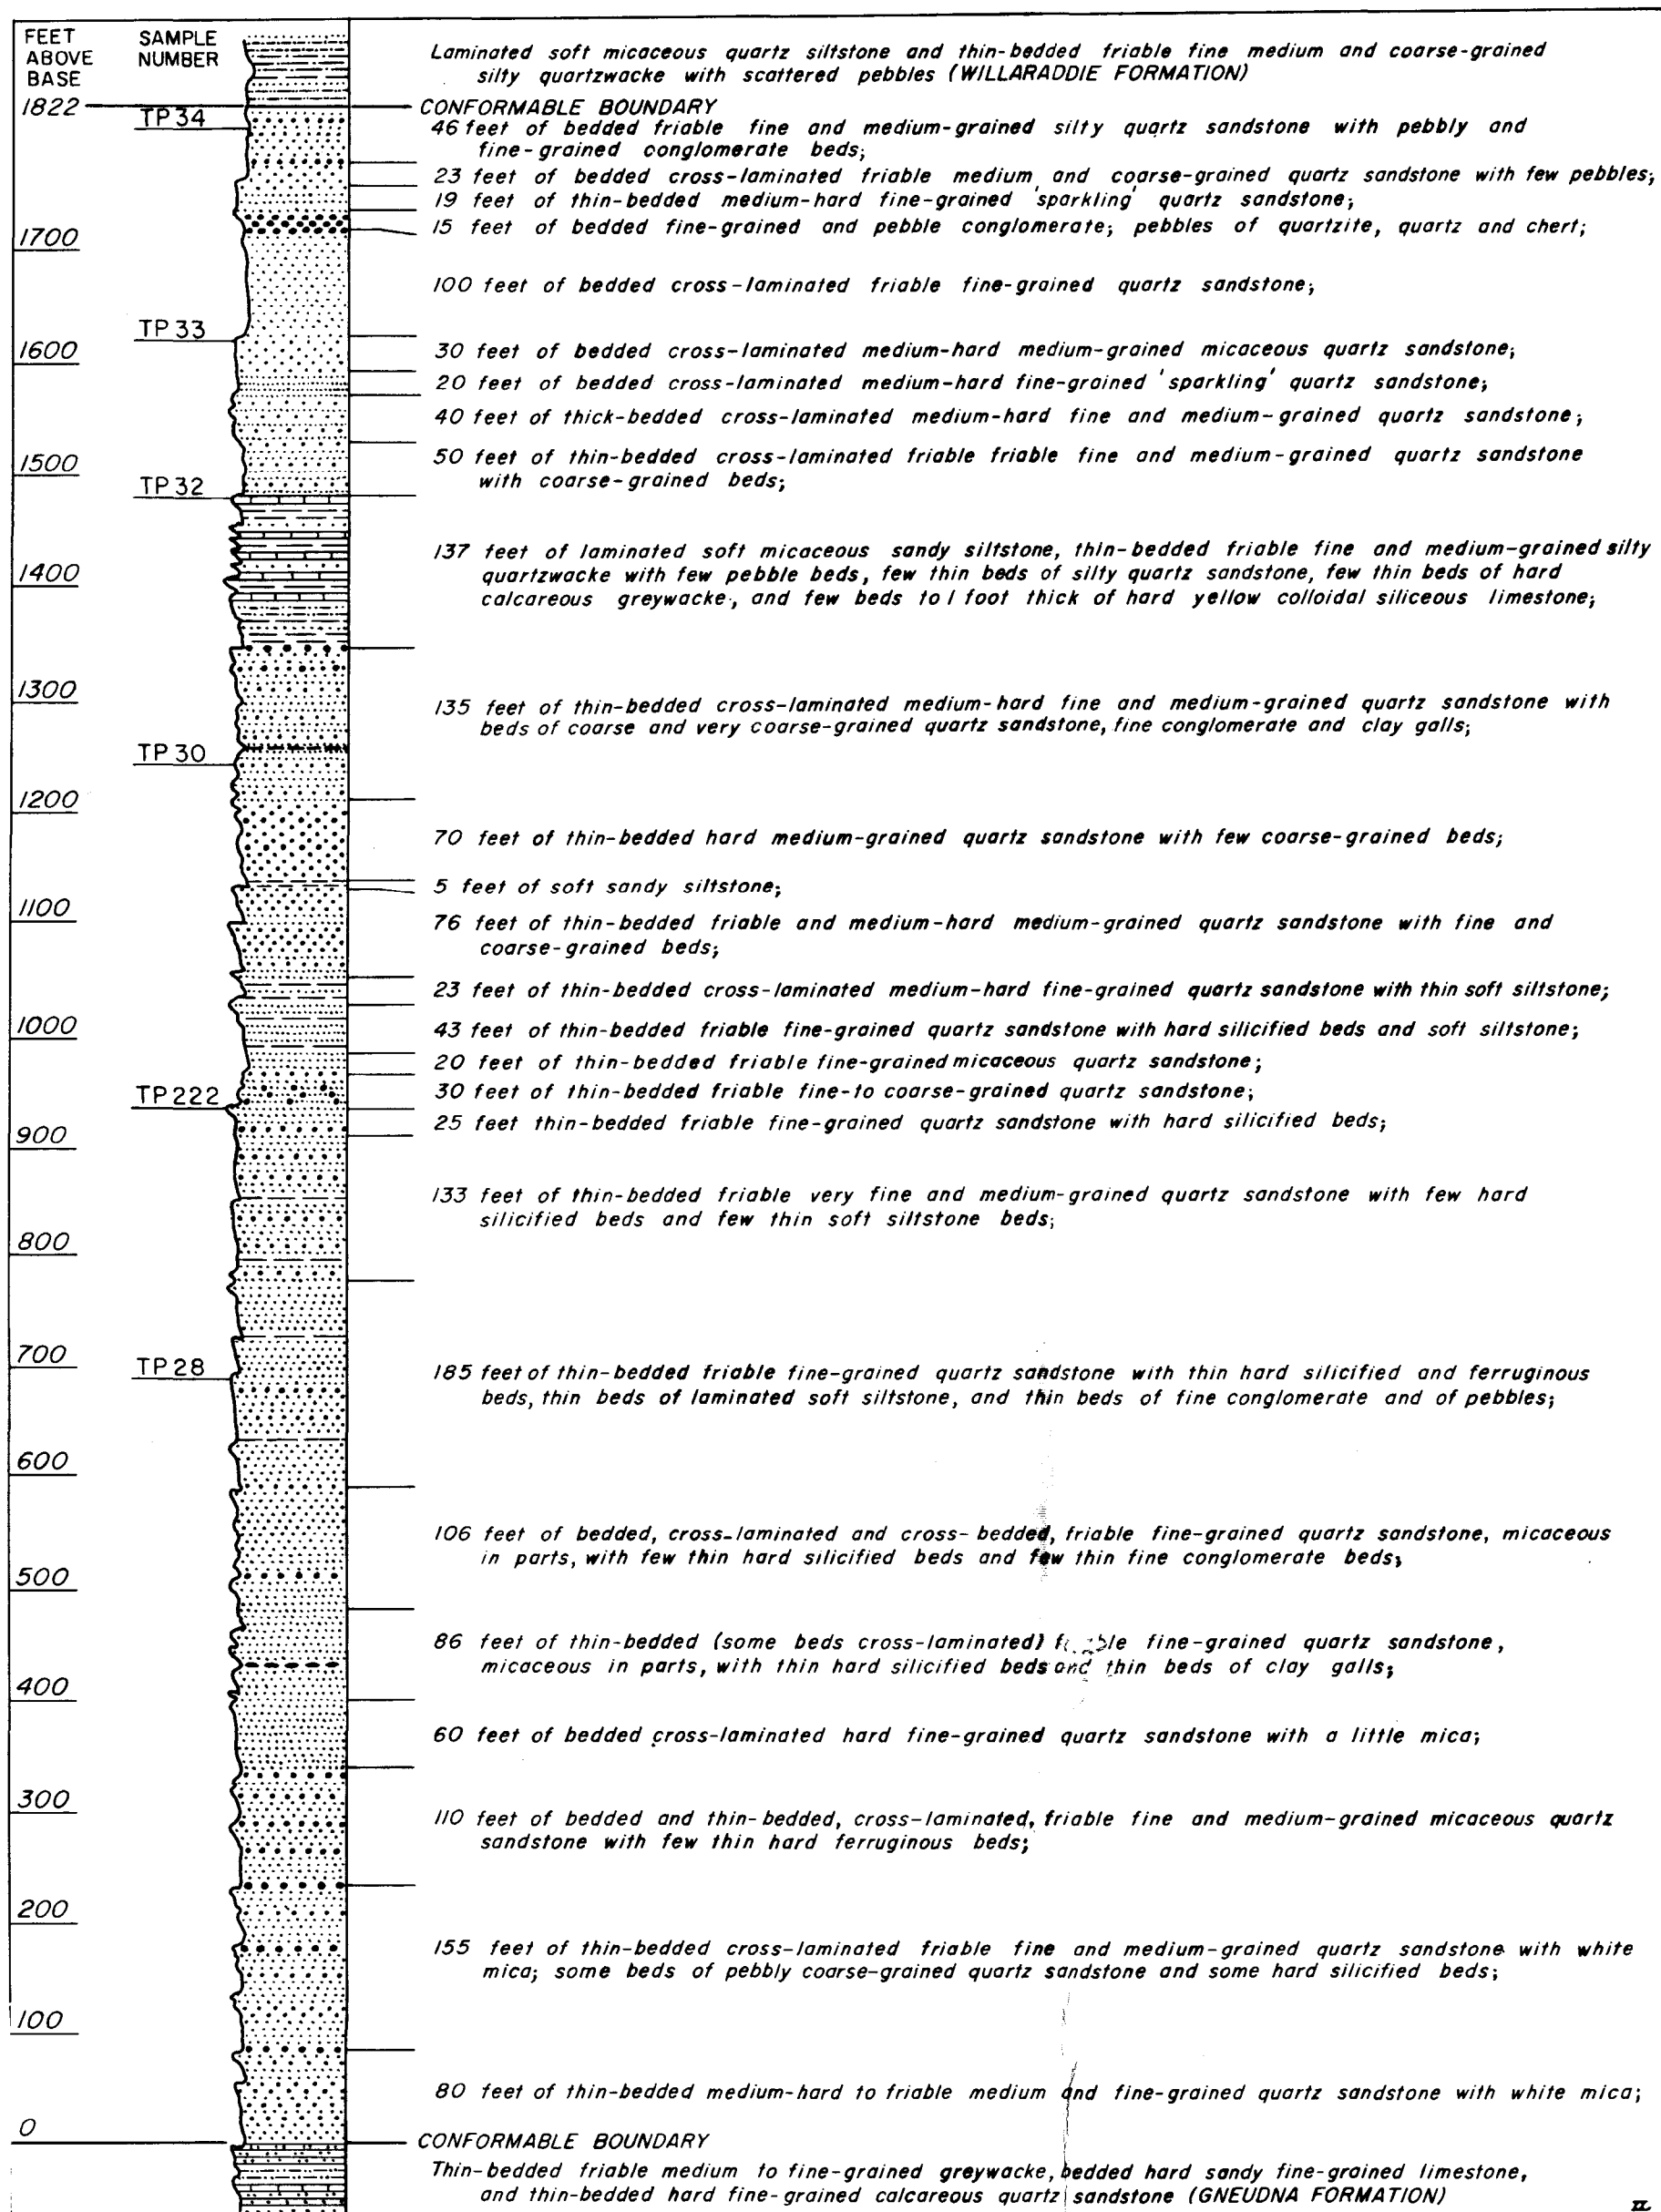 FEET
ABOVE
BASE
SAMPLE
NUMBER
Laminated soft micaceous quartz siltstone and thin-bedded friable fine medium and coarse-grained
silty quartzwacke with scattered pebbles (WILLARADDIE FORMATION)
1822
CONFORMABLE BOUNDARY
TP 34
46 feet of bedded friable fine and medium-grained silty quartz sandstone with pebbly and
fine-grained conglomerate beds;
23 feet of bedded cross-laminated friable medium and coarse-grained quartz sandstone with few pebbles;
19 feet of thin-bedded medium-hard fine-grained 'sparkling' quartz sandstone;
15 feet of bedded fine-grained and pebble conglomerate; pebbles of quartzite, quartz and chert;
1700
100 feet of bedded cross-laminated friable fine-grained quartz sandstone;
TP 33
1600
30 feet of bedded cross-laminated medium-hard medium-grained micaceous quartz sandstone;
20 feet of bedded cross-laminated medium-hard fine-grained 'sparkling' quartz sandstone;
40 feet of thick-bedded cross-laminated medium-hard fine and medium-grained quartz sandstone;
1500
50 feet of thin-bedded cross-laminated friable friable fine and medium-grained quartz sandstone
with coarse-grained beds;
TP 32
137 feet of laminated soft micaceous sandy siltstone, thin-bedded friable fine and medium-grained silty
quartzwacke with few pebble beds, few thin beds of silty quartz sandstone, few thin beds of hard
calcareous greywacke, and few beds to 1 foot thick of hard yellow colloidal siliceous limestone;
1400
1300
135 feet of thin-bedded cross-laminated medium-hard fine and medium-grained quartz sandstone with
beds of coarse and very coarse-grained quartz sandstone, fine conglomerate and clay galls;
TP 30
1200
70 feet of thin-bedded hard medium-grained quartz sandstone with few coarse-grained beds;
5 feet of soft sandy siltstone;
1100
76 feet of thin-bedded friable and medium-hard medium-grained quartz sandstone with fine and
coarse-grained beds;
23 feet of thin-bedded cross-laminated medium-hard fine-grained quartz sandstone with thin soft siltstone;
1000
43 feet of thin-bedded friable fine-grained quartz sandstone with hard silicified beds and soft siltstone;
20 feet of thin-bedded friable fine-grained micaceous quartz sandstone;
TP 222
30 feet of thin-bedded friable fine-to coarse-grained quartz sandstone;
25 feet thin-bedded friable fine-grained quartz sandstone with hard silicified beds;
900
133 feet of thin-bedded friable very fine and medium-grained quartz sandstone with few hard
silicified beds and few thin soft siltstone beds;
800
700
TP 28
185 feet of thin-bedded friable fine-grained quartz sandstone with thin hard silicified and ferruginous
beds, thin beds of laminated soft siltstone, and thin beds of fine conglomerate and of pebbles;
600
106 feet of bedded, cross-laminated and cross-bedded, friable fine-grained quartz sandstone, micaceous
in parts, with few thin hard silicified beds and few thin fine conglomerate beds;
500
86 feet of thin-bedded (some beds cross-laminated) fine-grained quartz sandstone,
micaceous in parts, with thin hard silicified beds and thin beds of clay galls;
400
60 feet of bedded cross-laminated hard fine-grained quartz sandstone with a little mica;
300
110 feet of bedded and thin-bedded, cross-laminated, friable fine and medium-grained micaceous quartz
sandstone with few thin hard ferruginous beds;
200
155 feet of thin-bedded cross-laminated friable fine and medium-grained quartz sandstone with white
mica; some beds of pebbly coarse-grained quartz sandstone and some hard silicified beds;
100
80 feet of thin-bedded medium-hard to friable medium and fine-grained quartz sandstone with white mica;
0
CONFORMABLE BOUNDARY
Thin-bedded friable medium to fine-grained greywacke, bedded hard sandy fine-grained limestone,
and thin-bedded hard fine-grained calcareous quartz sandstone (GNEUDNA FORMATION)